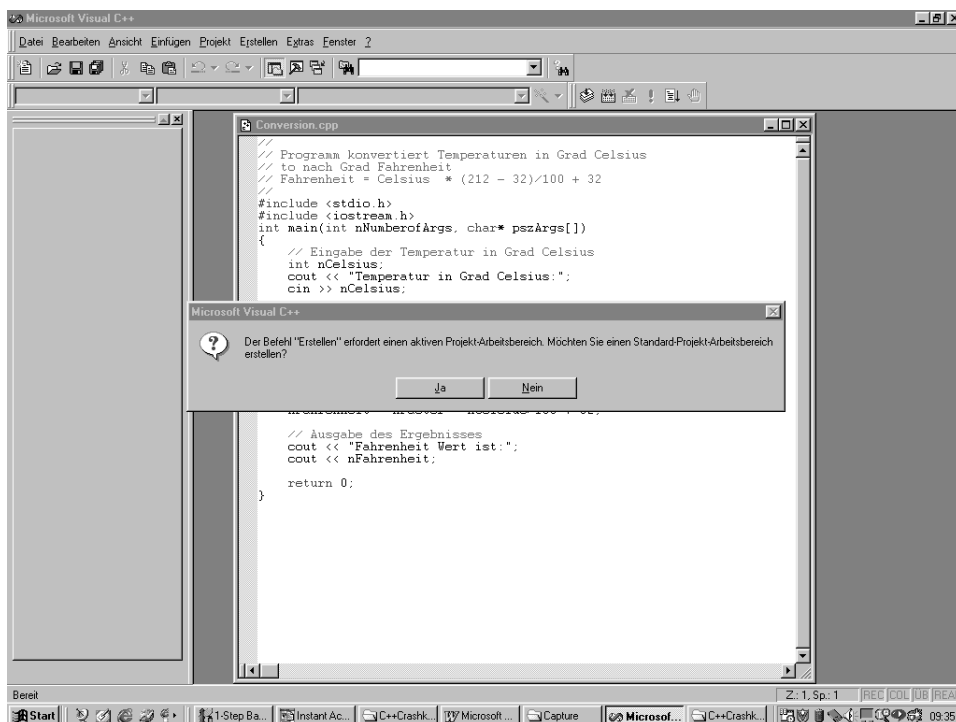 Microsoft Visual C++
Datei Bearbeiten Ansicht Einfügen Projekt Erstellen Extras Fenster ?
Conversion.cpp
//
// Programm konvertiert Temperaturen in Grad Celsius
// to nach Grad Fahrenheit
// Fahrenheit = Celsius * (212 - 32)/100 + 32
//
#include <stdio.h>
#include <iostream.h>
int main(int nNumberofArgs, char* pszArgs[])
{
// Eingabe der Temperatur in Grad Celsius
int nCelsius;
cout << "Temperatur in Grad Celsius:";
cin >> nCelsius;
Microsoft Visual C++
Der Befehl "Erstellen" erfordert einen aktiven Projekt-Arbeitsbereich. Möchten Sie einen Standard-Projekt-Arbeitsbereich
erstellen?
Ja Nein
// Ausgabe des Ergebnisses
cout << "Fahrenheit Wert ist:";
cout << nFahrenheit;
return 0;
}
Bereit Z.: 1, Sp.: 1 REC COL ÜB REA
Start 1-Step Ba... Instant Ac... C++Crashk... Microsoft ... Capture Microsof... C++Crashk... 09:35